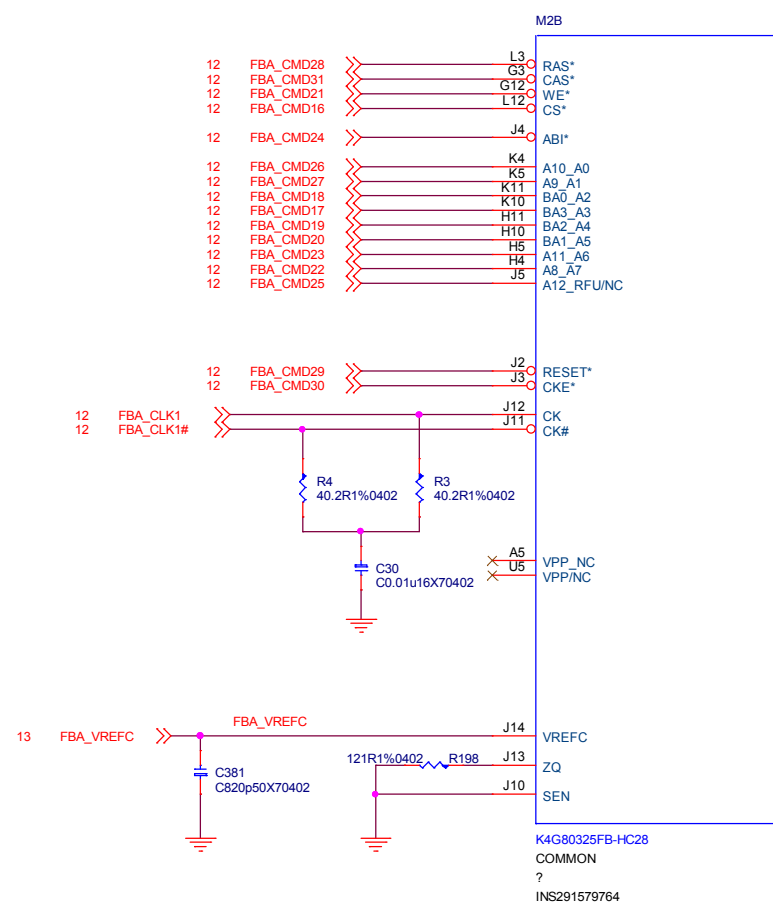 M2B
12 FBA_CMD28 L3 RAS*
12 FBA_CMD31 G3 CAS*
12 FBA_CMD21 G12 WE*
12 FBA_CMD16 L12 CS*
12 FBA_CMD24 J4 ABI*
12 FBA_CMD26 K4 A10_A0
12 FBA_CMD27 K5 A9_A1
12 FBA_CMD18 K11 BA0_A2
12 FBA_CMD17 K10 BA3_A3
12 FBA_CMD19 H11 BA2_A4
12 FBA_CMD20 H10 BA1_A5
12 FBA_CMD23 H5 A11_A6
12 FBA_CMD22 H4 A8_A7
12 FBA_CMD25 J5 A12_RFU/NC
12 FBA_CMD29 J2 RESET*
12 FBA_CMD30 J3 CKE*
12 FBA_CLK1 J12 CK
12 FBA_CLK1# J11 CK#
R4 R3
40.2R1%0402 40.2R1%0402
A5 VPP_NC
C30
U5 VPP/NC
C0.01u16X70402
FBA_VREFC
13 FBA_VREFC J14 VREFC
121R1%0402 R198 J13 ZQ
C381
C820p50X70402
J10 SEN
K4G80325FB-HC28
COMMON
?
INS291579764